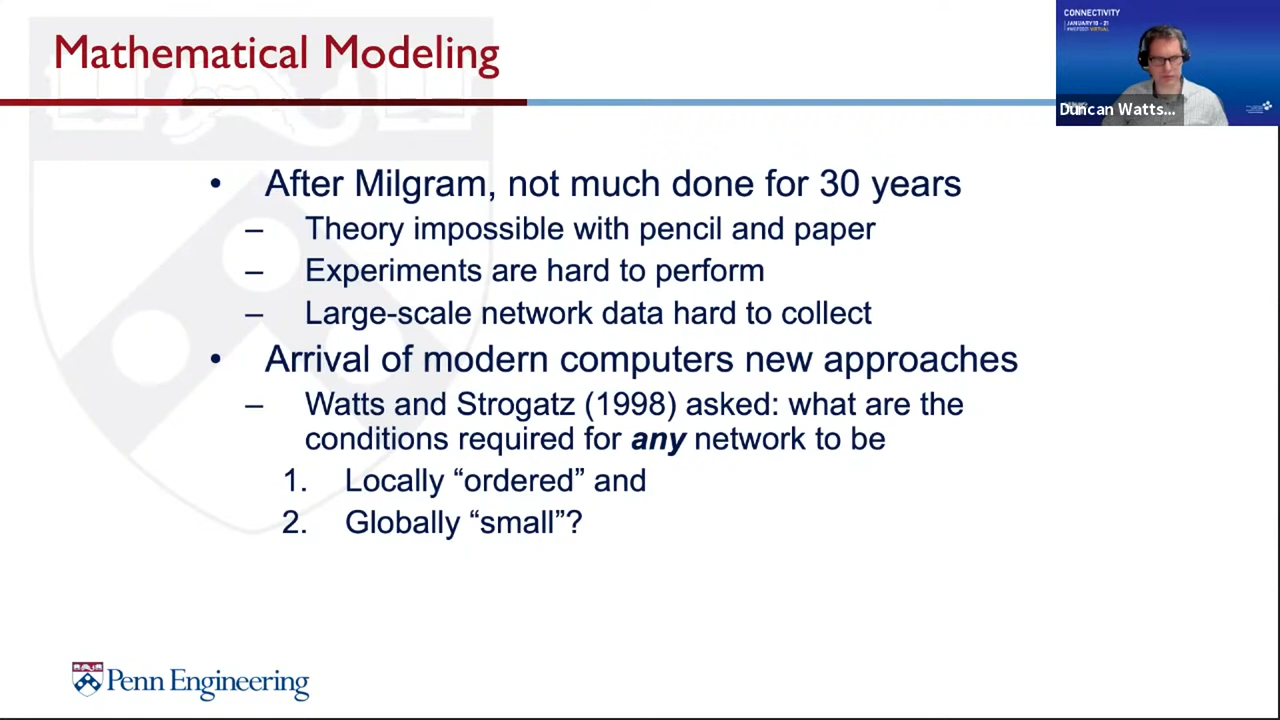 Mathematical Modeling
CONNECTIVITY
JANUARY 10 - 21
Duncan Watts...
• After Milgram, not much done for 30 years
– Theory impossible with pencil and paper
– Experiments are hard to perform
– Large-scale network data hard to collect
• Arrival of modern computers new approaches
– Watts and Strogatz (1998) asked: what are the
conditions required for any network to be
1. Locally “ordered” and
2. Globally “small”?
Penn Engineering